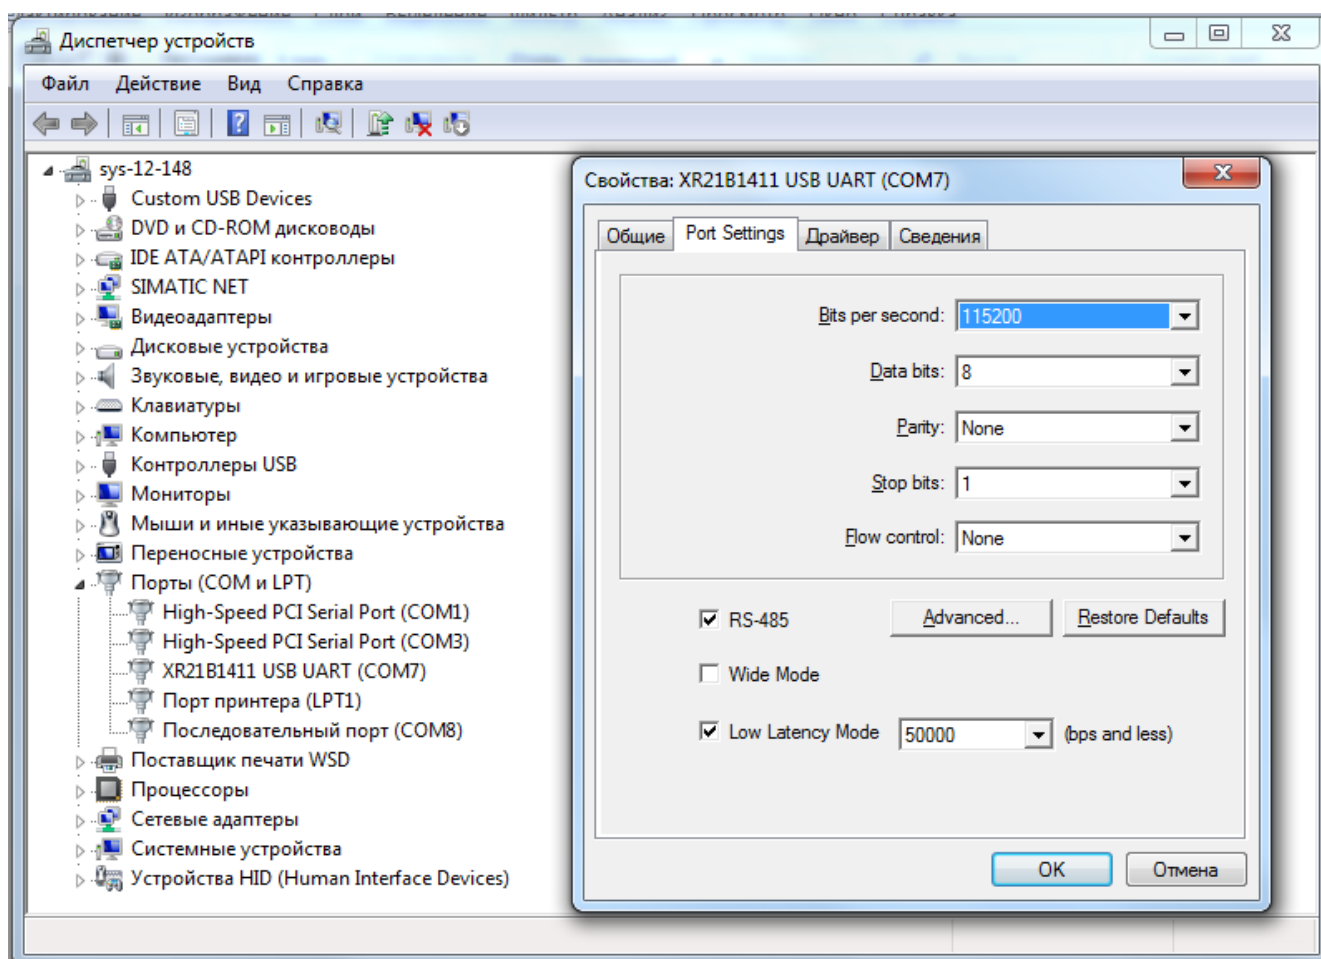 Диспетчер устройств
Файл Действие Вид Справка
sys-12-148
Custom USB Devices
DVD и CD-ROM дисководы
IDE ATA/ATAPI контроллеры
SIMATIC NET
Видеоадаптеры
Дисковые устройства
Звуковые, видео и игровые устройства
Клавиатуры
Компьютер
Контроллеры USB
Мониторы
Мыши и иные указывающие устройства
Переносные устройства
Порты (COM и LPT)
High-Speed PCI Serial Port (COM1)
High-Speed PCI Serial Port (COM3)
XR21B1411 USB UART (COM7)
Порт принтера (LPT1)
Последовательный порт (COM8)
Поставщик печати WSD
Процессоры
Сетевые адаптеры
Системные устройства
Устройства HID (Human Interface Devices)
Свойства: XR21B1411 USB UART (COM7)
Общие Port Settings Драйвер Сведения
Bits per second: 115200
Data bits: 8
Parity: None
Stop bits: 1
Flow control: None
RS-485 Advanced... Restore Defaults
Wide Mode
Low Latency Mode 50000 (bps and less)
OK Отмена